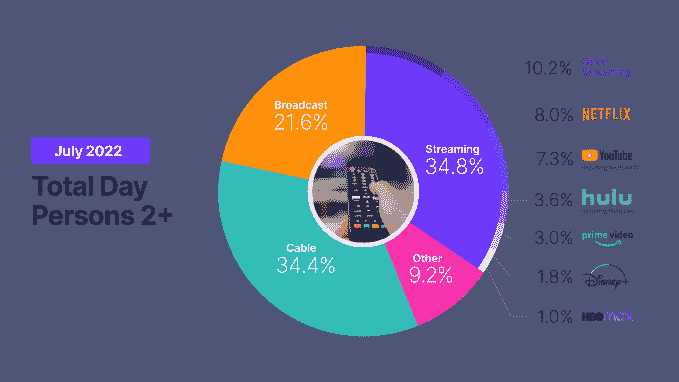 July 2022
Total Day
Persons 2+
Broadcast
21.6%
Streaming
34.8%
Cable
34.4%
Other
9.2%
10.2% Other
Streaming
8.0% NETFLIX
7.3% YouTube
3.6% hulu
3.0% prime video
1.8% Disney+
1.0% HBO max